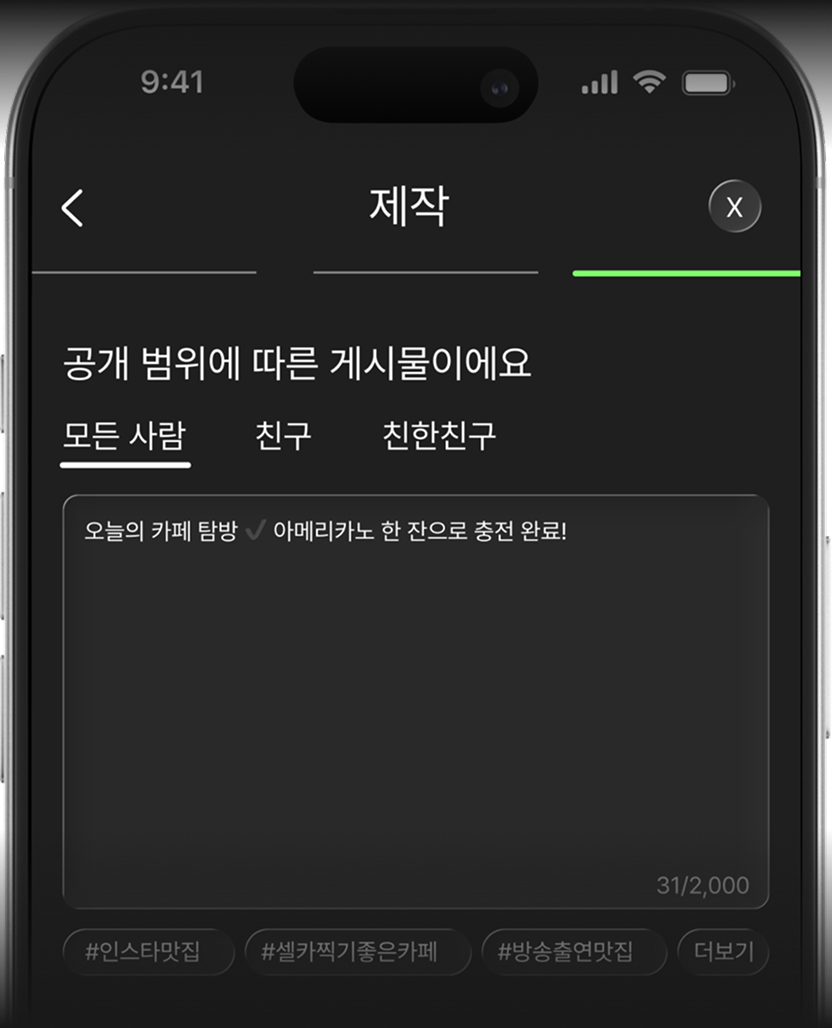 9:41
제작
X
공개 범위에 따른 게시물이에요
모든 사람 친구 친한친구
오늘의 카페 탐방 ✓ 아메리카노 한 잔으로 충전 완료!
31/2,000
#인스타맛집 #셀카찍기좋은카페 #방송출연맛집 더보기